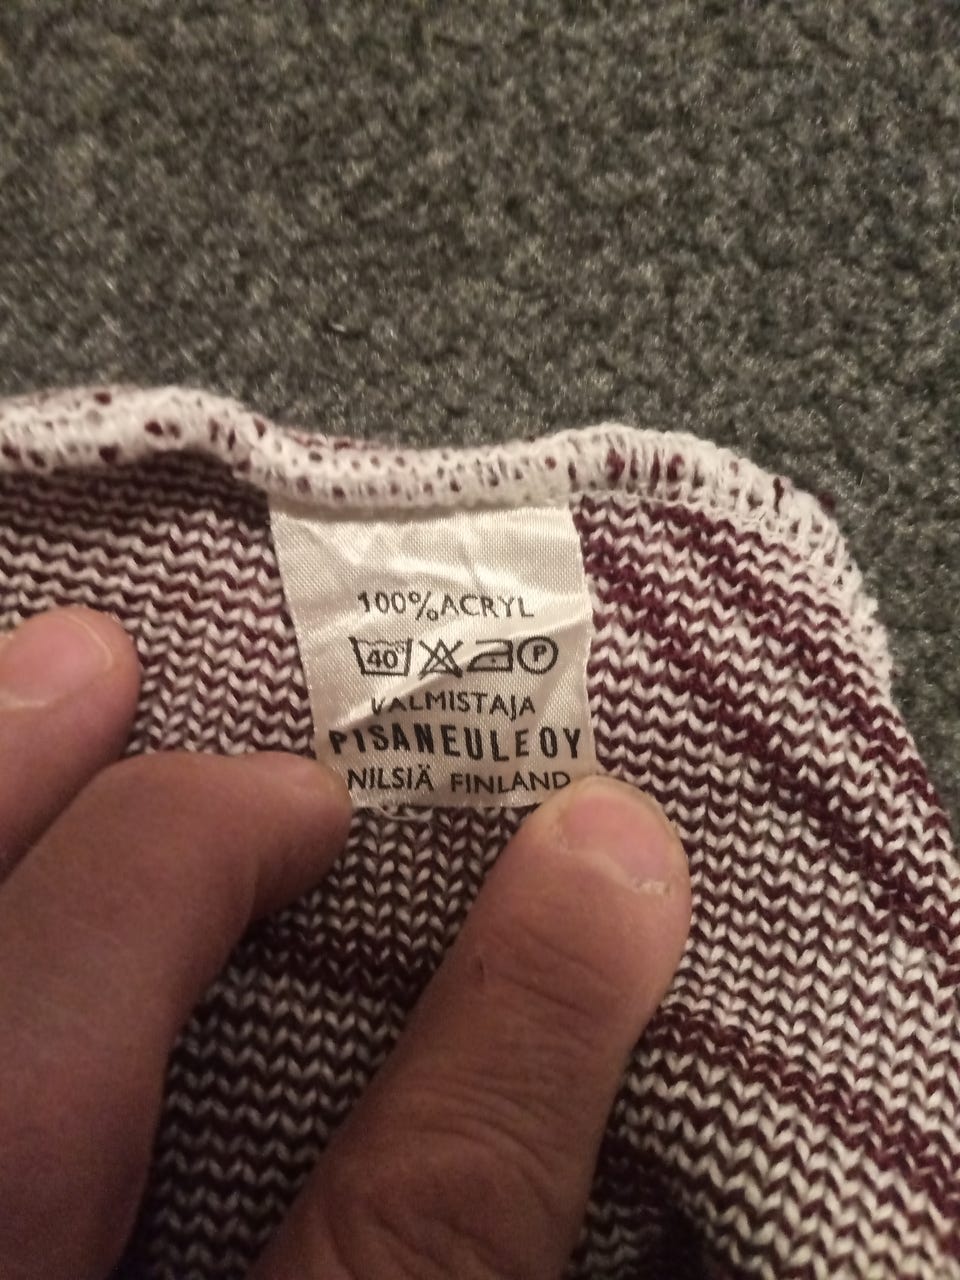 100% ACRYL
40° P
VALMISTAJA
PISANEULE OY
NILSIÄ FINLAND